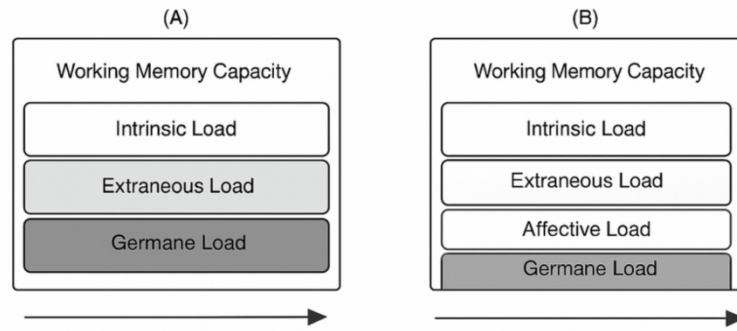 (A)
Working Memory Capacity
Intrinsic Load
Extraneous Load
Germane Load
(B)
Working Memory Capacity
Intrinsic Load
Extraneous Load
Affective Load
Germane Load